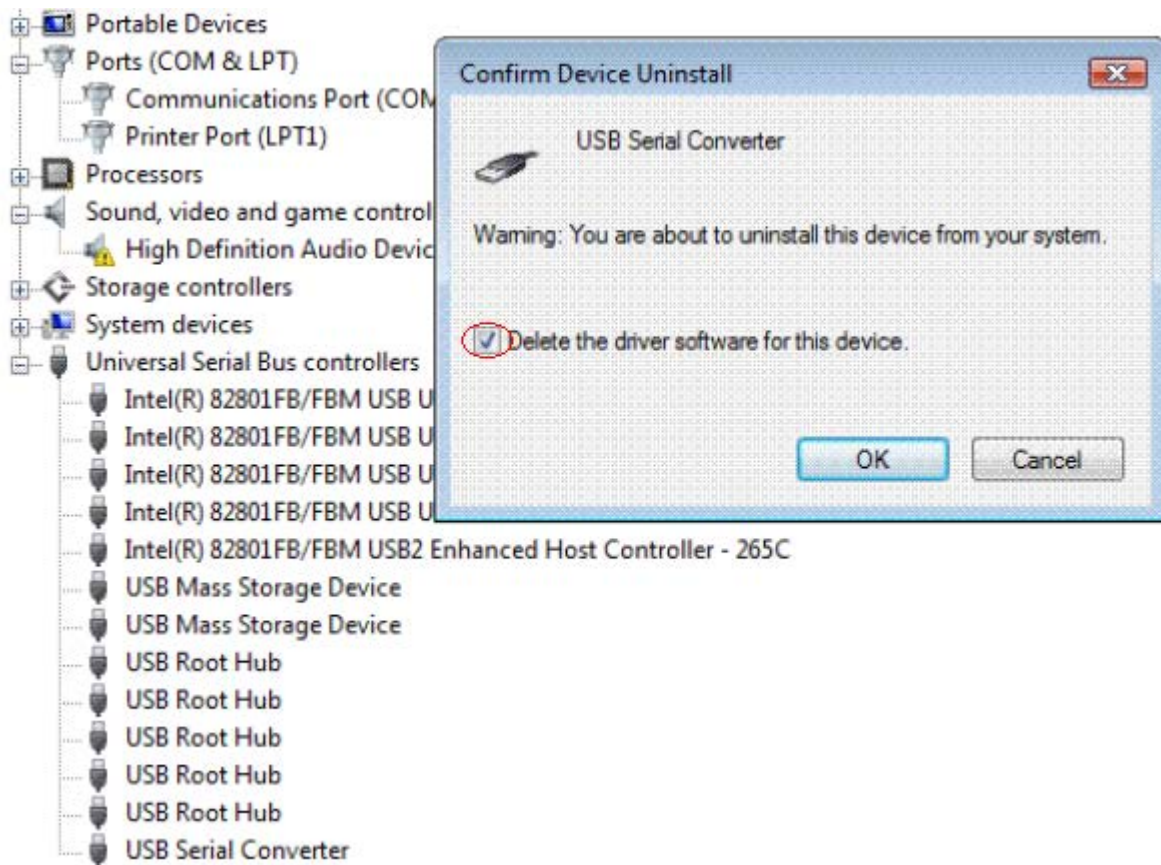 Portable Devices
Ports (COM & LPT)
Communications Port (COM
Printer Port (LPT1)
Processors
Sound, video and game control
High Definition Audio Devic
Storage controllers
System devices
Universal Serial Bus controllers
Intel(R) 82801FB/FBM USB U
Intel(R) 82801FB/FBM USB U
Intel(R) 82801FB/FBM USB U
Intel(R) 82801FB/FBM USB U
Intel(R) 82801FB/FBM USB2 Enhanced Host Controller - 265C
USB Mass Storage Device
USB Mass Storage Device
USB Root Hub
USB Root Hub
USB Root Hub
USB Root Hub
USB Root Hub
USB Serial Converter
Confirm Device Uninstall
USB Serial Converter
Warning: You are about to uninstall this device from your system.
Delete the driver software for this device.
OK
Cancel